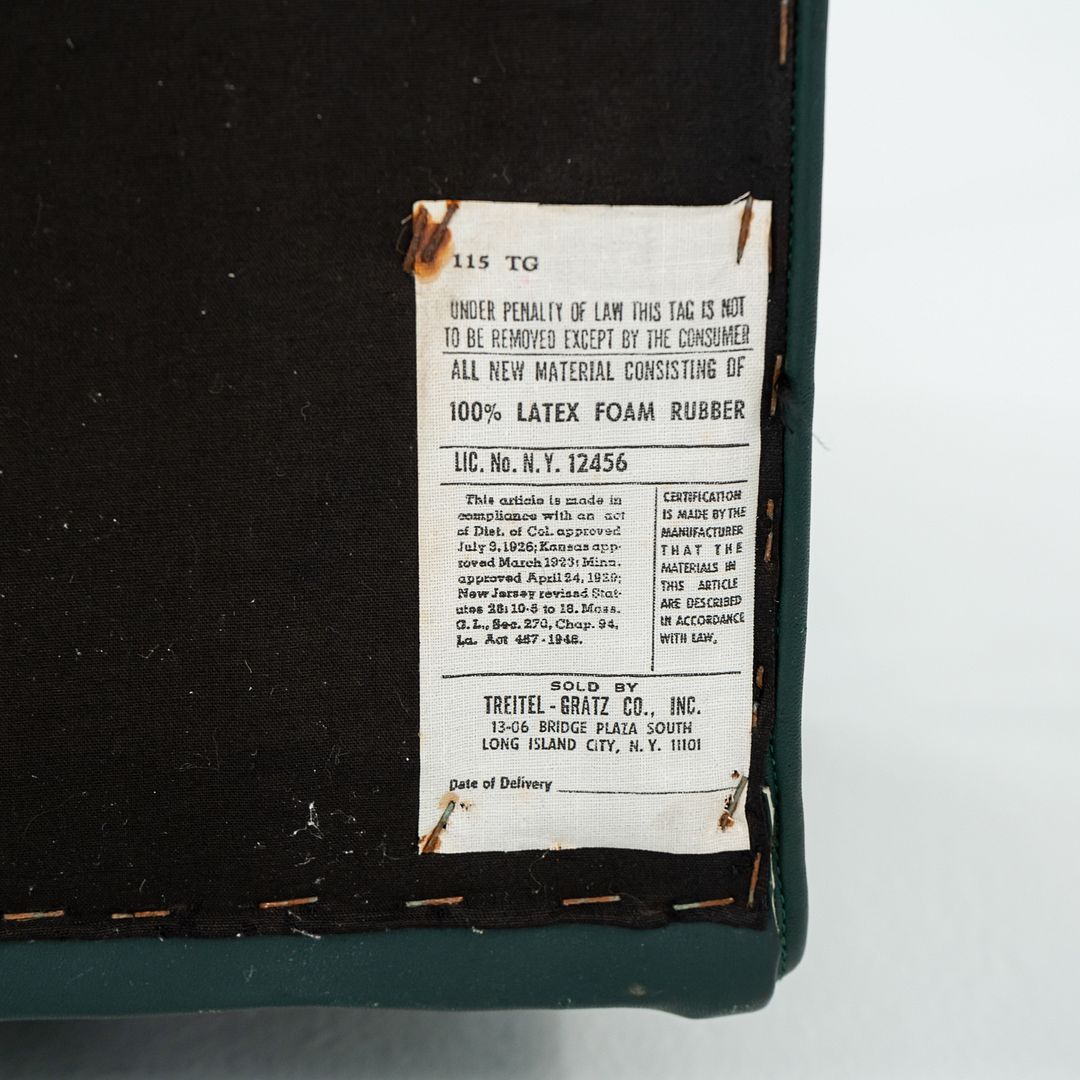 115 TG
UNDER PENALTY OF LAW THIS TAG IS NOT
TO BE REMOVED EXCEPT BY THE CONSUMER
ALL NEW MATERIAL CONSISTING OF
100% LATEX FOAM RUBBER
LIC. No. N.Y. 12456
This article is made in
compliance with an act
of Dist. of Col. approved
July 3, 1926; Kansas app-
roved March 1923; Minn.
approved April 24, 1929;
New Jersey revised Stat-
utes 26:10-6 to 18. Mass.
G.L., Sec. 270, Chap. 94,
La. Act 467-1948.
CERTIFICATION
IS MADE BY THE
MANUFACTURER
THAT THE
MATERIALS IN
THIS ARTICLE
ARE DESCRIBED
IN ACCORDANCE
WITH LAW.
SOLD BY
TREITEL-GRATZ CO., INC.
13-06 BRIDGE PLAZA SOUTH
LONG ISLAND CITY, N.Y. 11101
Date of Delivery